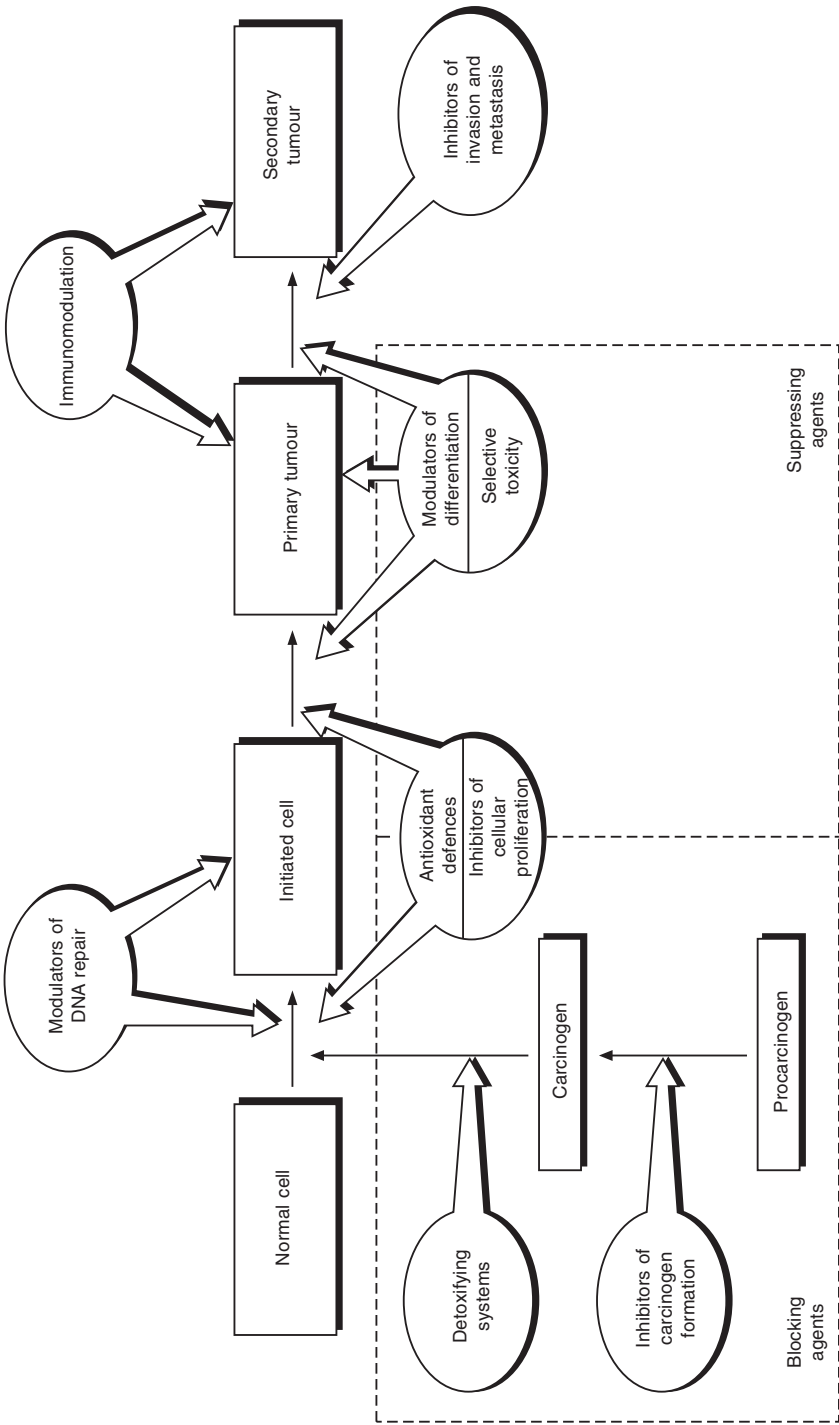 Modulators of
DNA repair
Immunomodulation
Normal cell
Initiated cell
Primary tumour
Secondary
tumour
Detoxifying
systems
Antioxidant
defences
Inhibitors of
cellular
proliferation
Modulators of
differentiation
Selective
toxicity
Inhibitors of
invasion and
metastasis
Carcinogen
Inhibitors of
carcinogen
formation
Procarcinogen
Blocking
agents
Suppressing
agents